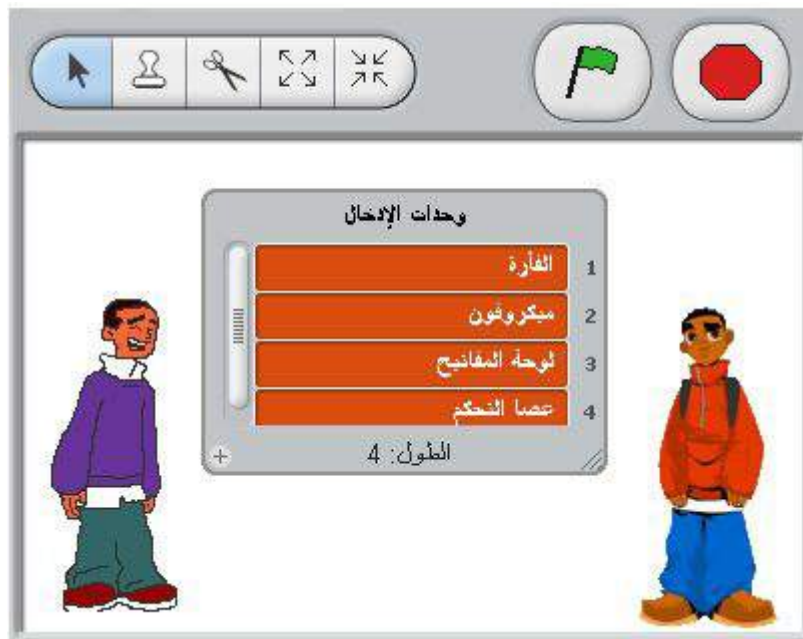 وحدات الإدخال
الفأرة 1
ميكروفون 2
لوحة المفاتيح 3
عصا التحكم 4
+ الطول: 4